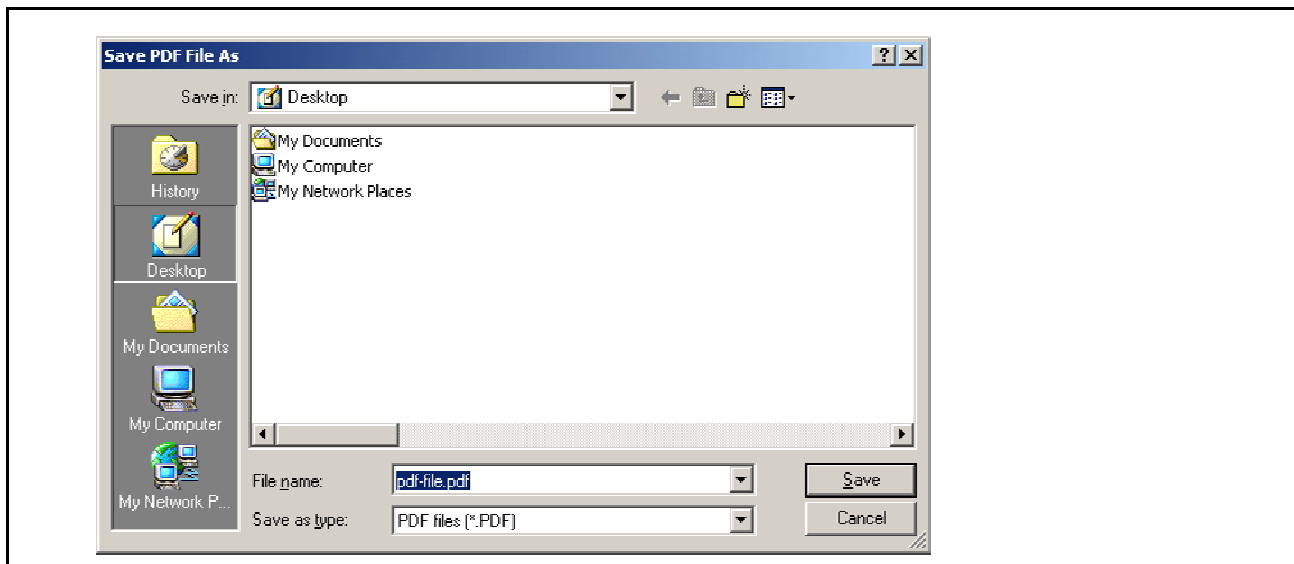 Save PDF File As
Save in:
Desktop
History
Desktop
My Documents
My Computer
My Network P...
My Documents
My Computer
My Network Places
File name:
pdf-file.pdf
Save
Save as type:
PDF files (*.PDF)
Cancel